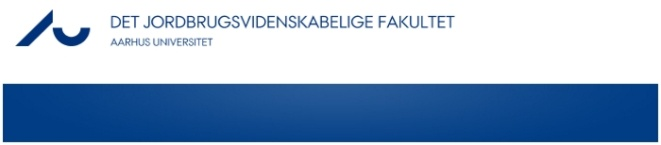 DET JORDBRUGSVIDENSKABELIGE FAKULTET
AARHUS UNIVERSITET